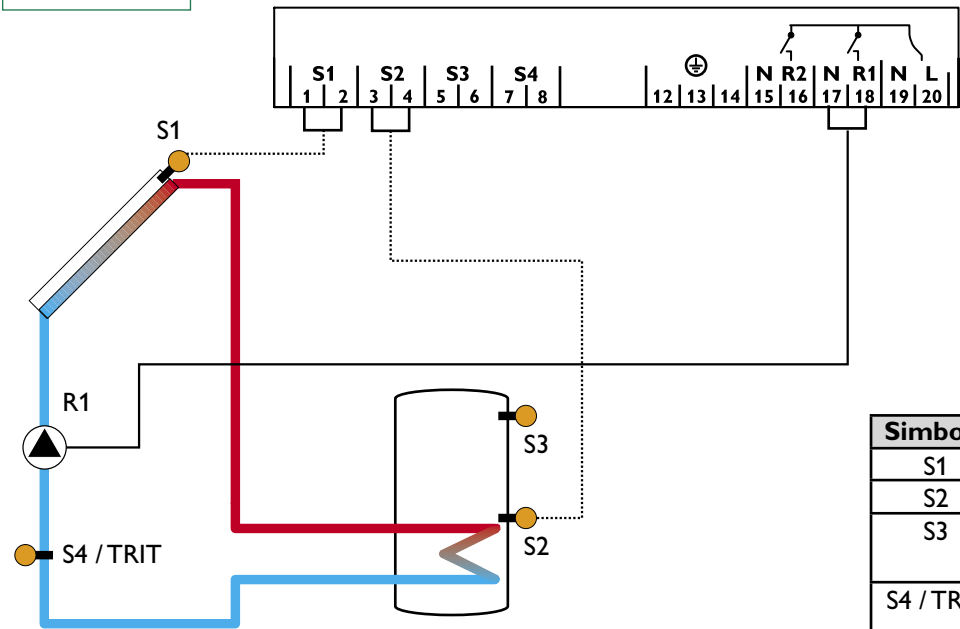 S1 S2 S3 S4 N R2 N R1 N L
1 2 3 4 5 6 7 8 12 13 14 15 16 17 18 19 20
S1
R1
S3
S2
S4 / TRIT
Simbo
S1
S2
S3
S4 / TR